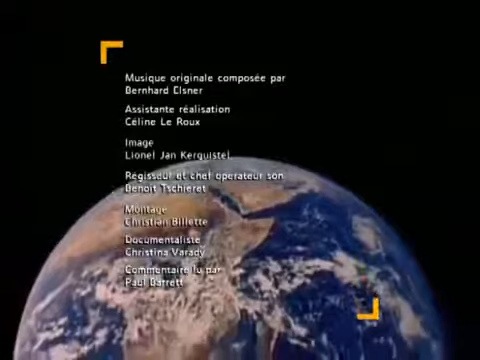 Musique originale composée par
Bernhard Elsner
Assistante réalisation
Céline Le Roux
Image
Lionel Jan Kerguistel
Régisseur et chef operateur son
Benoit Tschieret
Montage
Christian Billette
Documentaliste
Christina Varady
Commentaire lu par
Paul Barrett